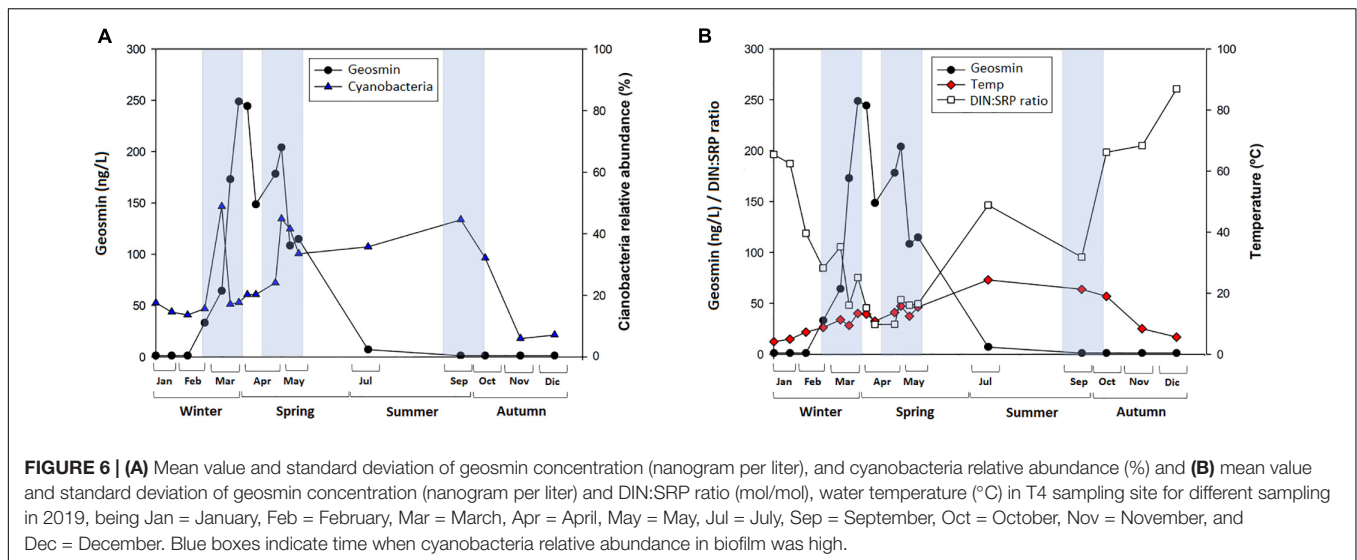 A
B
300
250
200
150
100
50
0
Geosmin (ng/L)
100
80
60
40
20
0
Cianobacteria relative abundance (%)
Geosmin
Cyanobacteria
Jan Feb Mar Apr May Jul Sep Oct Nov Dic
Winter Spring Summer Autumn
300
250
200
150
100
50
0
Geosmin (ng/L) / DIN:SRP ratio
100
80
60
40
20
0
Temperature (ºC)
Geosmin
Temp
DIN:SRP ratio
Jan Feb Mar Apr May Jul Sep Oct Nov Dic
Winter Spring Summer Autumn
FIGURE 6 | (A) Mean value and standard deviation of geosmin concentration (nanogram per liter), and cyanobacteria relative abundance (%) and (B) mean value
and standard deviation of geosmin concentration (nanogram per liter) and DIN:SRP ratio (mol/mol), water temperature (°C) in T4 sampling site for different sampling
in 2019, being Jan = January, Feb = February, Mar = March, Apr = April, May = May, Jul = July, Sep = September, Oct = October, Nov = November, and
Dec = December. Blue boxes indicate time when cyanobacteria relative abundance in biofilm was high.